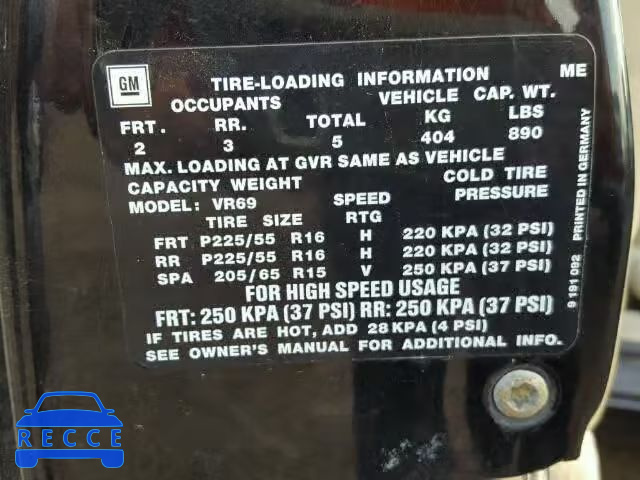 GM
TIRE-LOADING INFORMATION ME
OCCUPANTS VEHICLE CAP. WT.
FRT. RR. TOTAL KG LBS
2 3 5 404 890
MAX. LOADING AT GVR SAME AS VEHICLE
CAPACITY WEIGHT COLD TIRE
MODEL: VR69 SPEED PRESSURE
TIRE SIZE RTG
FRT P225/55 R16 H 220 KPA (32 PSI)
RR P225/55 R16 H 220 KPA (32 PSI)
SPA 205/65 R15 V 250 KPA (37 PSI)
FOR HIGH SPEED USAGE
FRT: 250 KPA (37 PSI) RR: 250 KPA (37 PSI)
IF TIRES ARE HOT, ADD 28 KPA (4 PSI)
SEE OWNER'S MANUAL FOR ADDITIONAL INFO.
9 191 092 PRINTED IN GERMANY
RECE ZONE